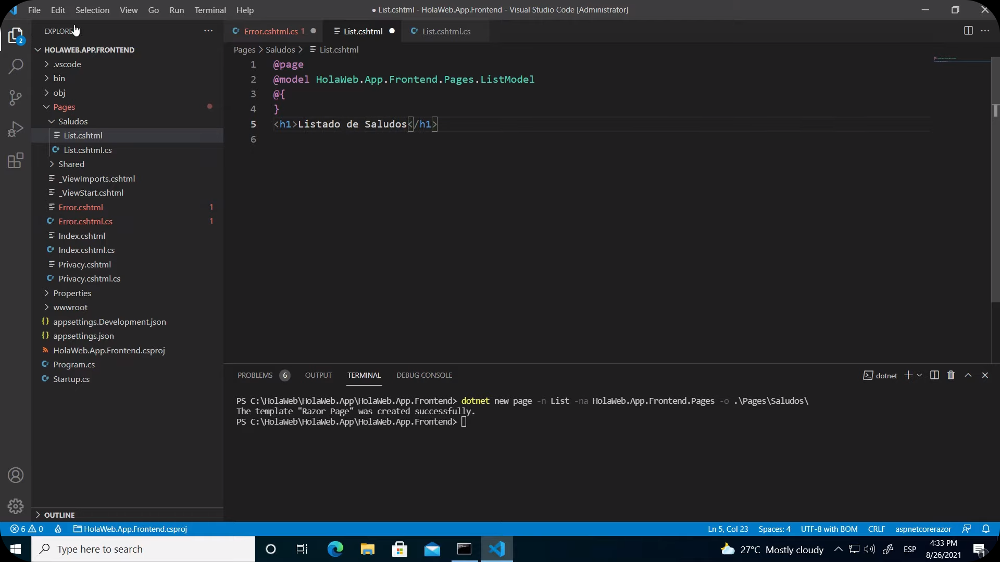 File Edit Selection View Go Run Terminal Help
● List.cshtml - HolaWeb.App.Frontend - Visual Studio Code [Administrator]
2
EXPLORE
Error.cshtml.cs 1
List.cshtml
List.cshtml.cs
HOLAWEB.APP.FRONTEND
.vscode
bin
obj
Pages
Saludos
List.cshtml
List.cshtml.cs
Shared
_ViewImports.cshtml
_ViewStart.cshtml
Error.cshtml 1
Error.cshtml.cs 1
Index.cshtml
Index.cshtml.cs
Privacy.cshtml
Privacy.cshtml.cs
Properties
wwwroot
appsettings.Development.json
appsettings.json
HolaWeb.App.Frontend.csproj
Program.cs
Startup.cs
OUTLINE
Pages > Saludos > List.cshtml
1 @page
2 @model HolaWeb.App.Frontend.Pages.ListModel
3 @{
4 }
5 <h1>Listado de Saludos</h1>
6
PROBLEMS 6 OUTPUT TERMINAL DEBUG CONSOLE
dotnet
PS C:\HolaWeb\HolaWeb.App\HolaWeb.App.Frontend> dotnet new page -n List -na HolaWeb.App.Frontend.Pages -o .\Pages\Saludos\
The template "Razor Page" was created successfully.
PS C:\HolaWeb\HolaWeb.App\HolaWeb.App.Frontend>
6 0 HolaWeb.App.Frontend.csproj
Ln 5, Col 23 Spaces: 4 UTF-8 with BOM CRLF aspnetcorerazor
Type here to search
27°C Mostly cloudy
ESP
4:33 PM
8/26/2021
1